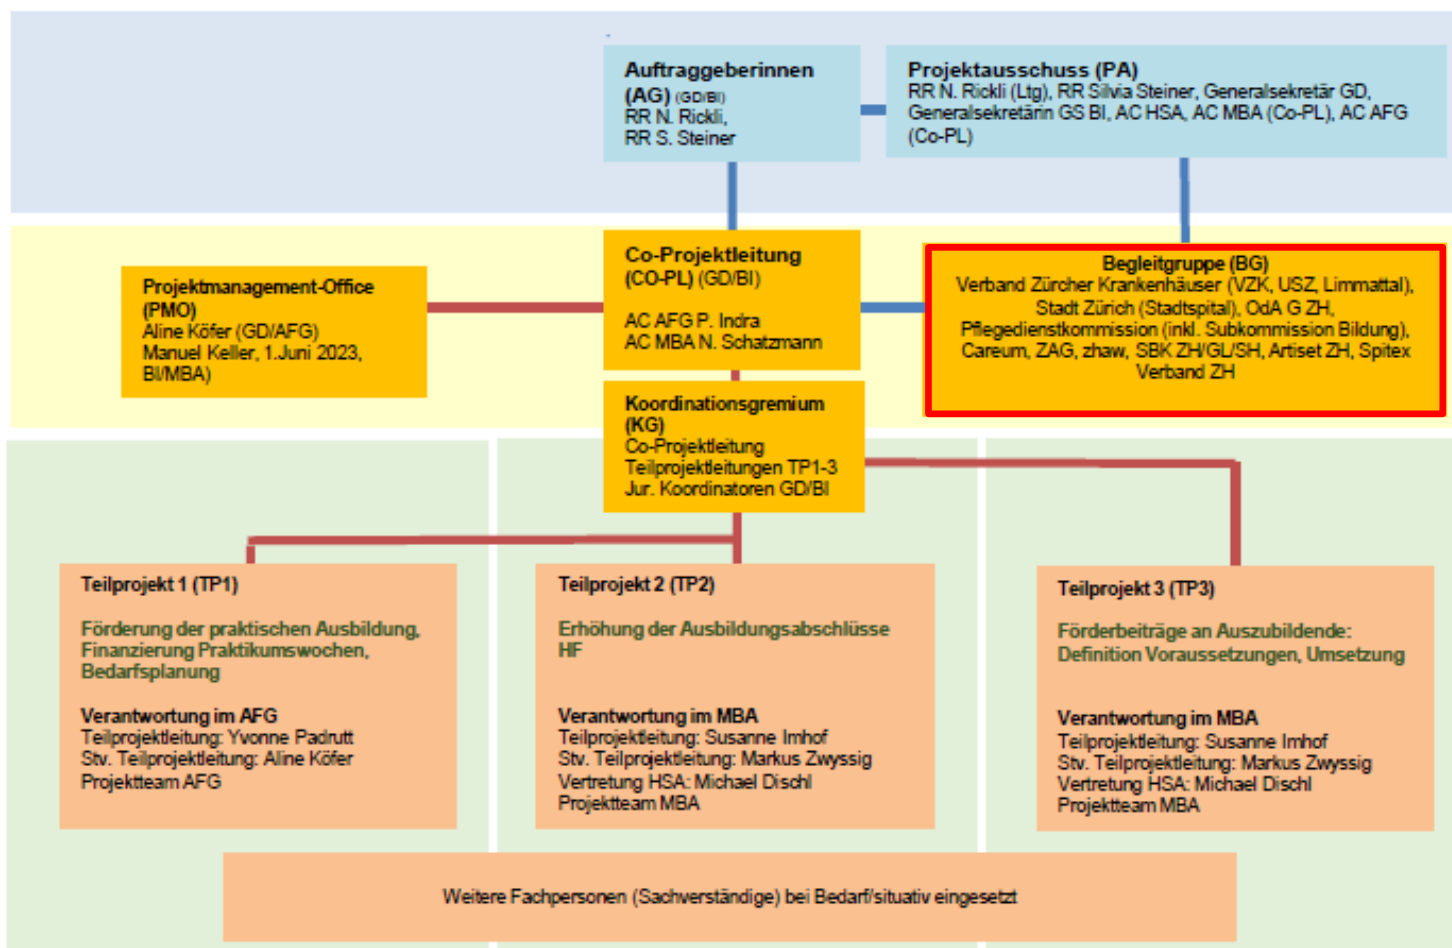 Auftraggeberinnen
(AG) (GD/BI)
RR N. Rickli,
RR S. Steiner
Projektausschuss (PA)
RR N. Rickli (Ltg), RR Silvia Steiner, Generalsekretär GD,
Generalsekretärin GS BI, AC HSA, AC MBA (Co-PL), AC AFG
(Co-PL)
Projektmanagement-Office
(PMO)
Aline Köfer (GD/AFG)
Manuel Keller, 1.Juni 2023,
BI/MBA)
Co-Projektleitung
(CO-PL) (GD/BI)
AC AFG P. Indra
AC MBA N. Schatzmann
Begleitgruppe (BG)
Verband Zürcher Krankenhäuser (VZK, USZ, Limmattal),
Stadt Zürich (Stadtspital), OdA G ZH,
Pflegedienstkommission (inkl. Subkommission Bildung),
Careum, ZAG, zhaw, SBK ZH/GL/SH, Artiset ZH, Spitex
Verband ZH
Koordinationsgremium
(KG)
Co-Projektleitung
Teilprojektleitungen TP1-3
Jur. Koordinatoren GD/BI
Teilprojekt 1 (TP1)
Förderung der praktischen Ausbildung,
Finanzierung Praktikumswochen,
Bedarfsplanung
Verantwortung im AFG
Teilprojektleitung: Yvonne Padrutt
Stv. Teilprojektleitung: Aline Köfer
Projektteam AFG
Teilprojekt 2 (TP2)
Erhöhung der Ausbildungsabschlüsse
HF
Verantwortung im MBA
Teilprojektleitung: Susanne Imhof
Stv. Teilprojektleitung: Markus Zwyssig
Vertretung HSA: Michael Dischl
Projektteam MBA
Teilprojekt 3 (TP3)
Förderbeiträge an Auszubildende:
Definition Voraussetzungen, Umsetzung
Verantwortung im MBA
Teilprojektleitung: Susanne Imhof
Stv. Teilprojektleitung: Markus Zwyssig
Vertretung HSA: Michael Dischl
Projektteam MBA
Weitere Fachpersonen (Sachverständige) bei Bedarf/situativ eingesetzt